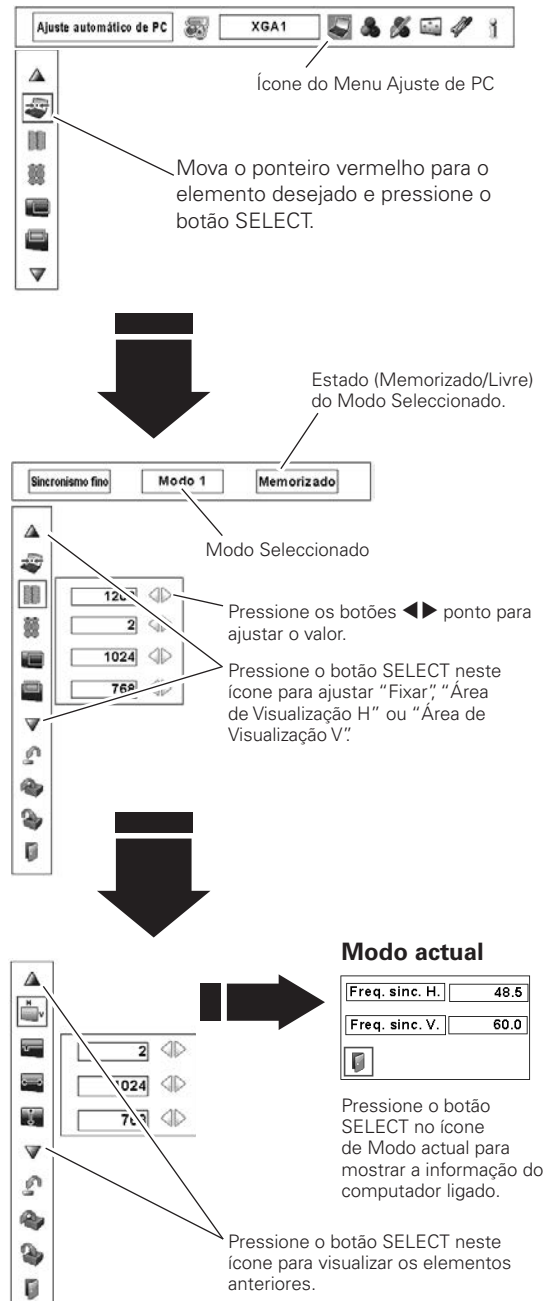 Ajuste automático de PC
XGA1
Ícone do Menu Ajuste de PC
Mova o ponteiro vermelho para o
elemento desejado e pressione o
botão SELECT.
Estado (Memorizado/Livre)
do Modo Seleccionado.
Sincronismo fino
Modo 1
Memorizado
Modo Seleccionado
Pressione os botões ◀▶ ponto para
ajustar o valor.
2
1024
768
Pressione o botão SELECT neste
ícone para ajustar “Fixar”, “Área
de Visualização H” ou “Área de
Visualização V”.
Modo actual
Freq. sinc. H. 48.5
Freq. sinc. V. 60.0
H
V
2
1024
768
Pressione o botão
SELECT no ícone
de Modo actual para
mostrar a informação do
computador ligado.
Pressione o botão SELECT neste
ícone para visualizar os elementos
anteriores.